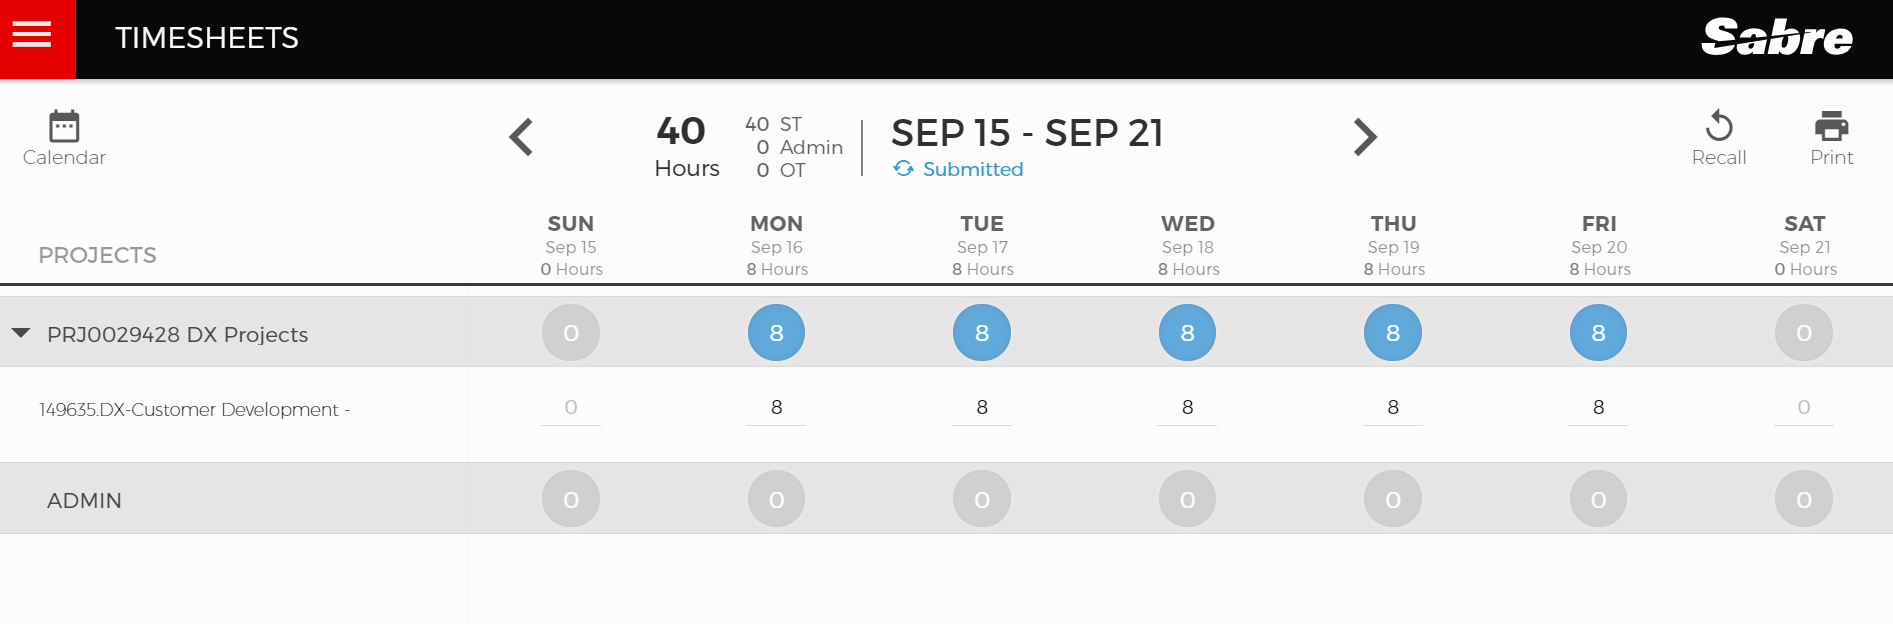 TIMESHEETS
Sabre
Calendar
40
Hours
40 ST
0 Admin
0 OT
SEP 15 - SEP 21
Submitted
Recall
Print
PROJECTS
SUN MON TUE WED THU FRI SAT
Sep 15 Sep 16 Sep 17 Sep 18 Sep 19 Sep 20 Sep 21
0 Hours 8 Hours 8 Hours 8 Hours 8 Hours 8 Hours 0 Hours
PRJ0029428 DX Projects 0 8 8 8 8 8 0
149635.DX-Customer Development - 0 8 8 8 8 8 0
ADMIN 0 0 0 0 0 0 0